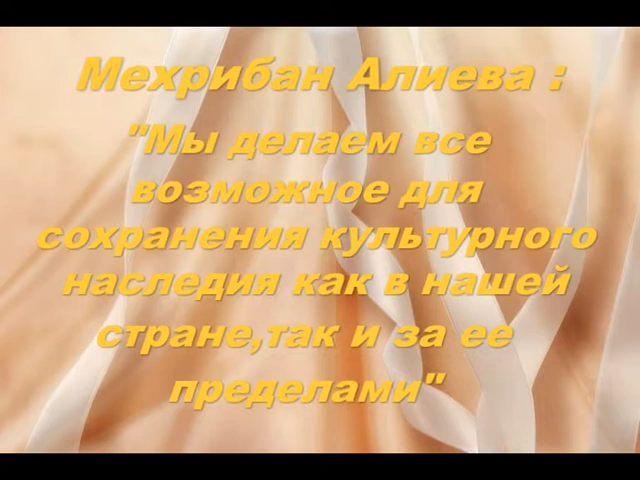 Мехрибан Алиева :
"Мы делаем все
возможное для
сохранения культурного
наследия как в нашей
стране,так и за ее
пределами"